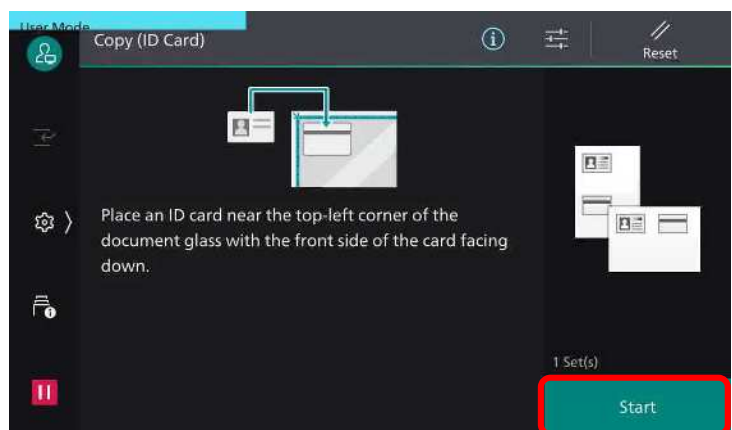 User Mode
Copy (ID Card)
Reset
Place an ID card near the top-left corner of the
document glass with the front side of the card facing
down.
1 Set(s)
Start